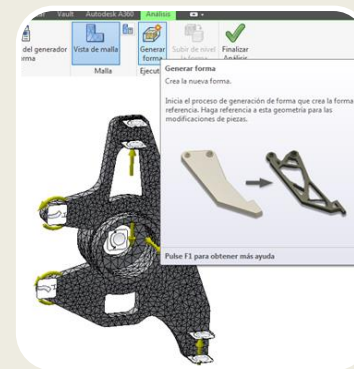 Vault Autodesk A360 Análisis
del generador
Vista de malla
Generar
forma
Subir de nivel
la forma
Finalizar
Análisis
Malla
Ejecut
Generar forma
Crea la nueva forma.
Inicia el proceso de generación de forma que crea la forma
referencia. Haga referencia a esta geometría para las
modificaciones de piezas.
Pulse F1 para obtener más ayuda